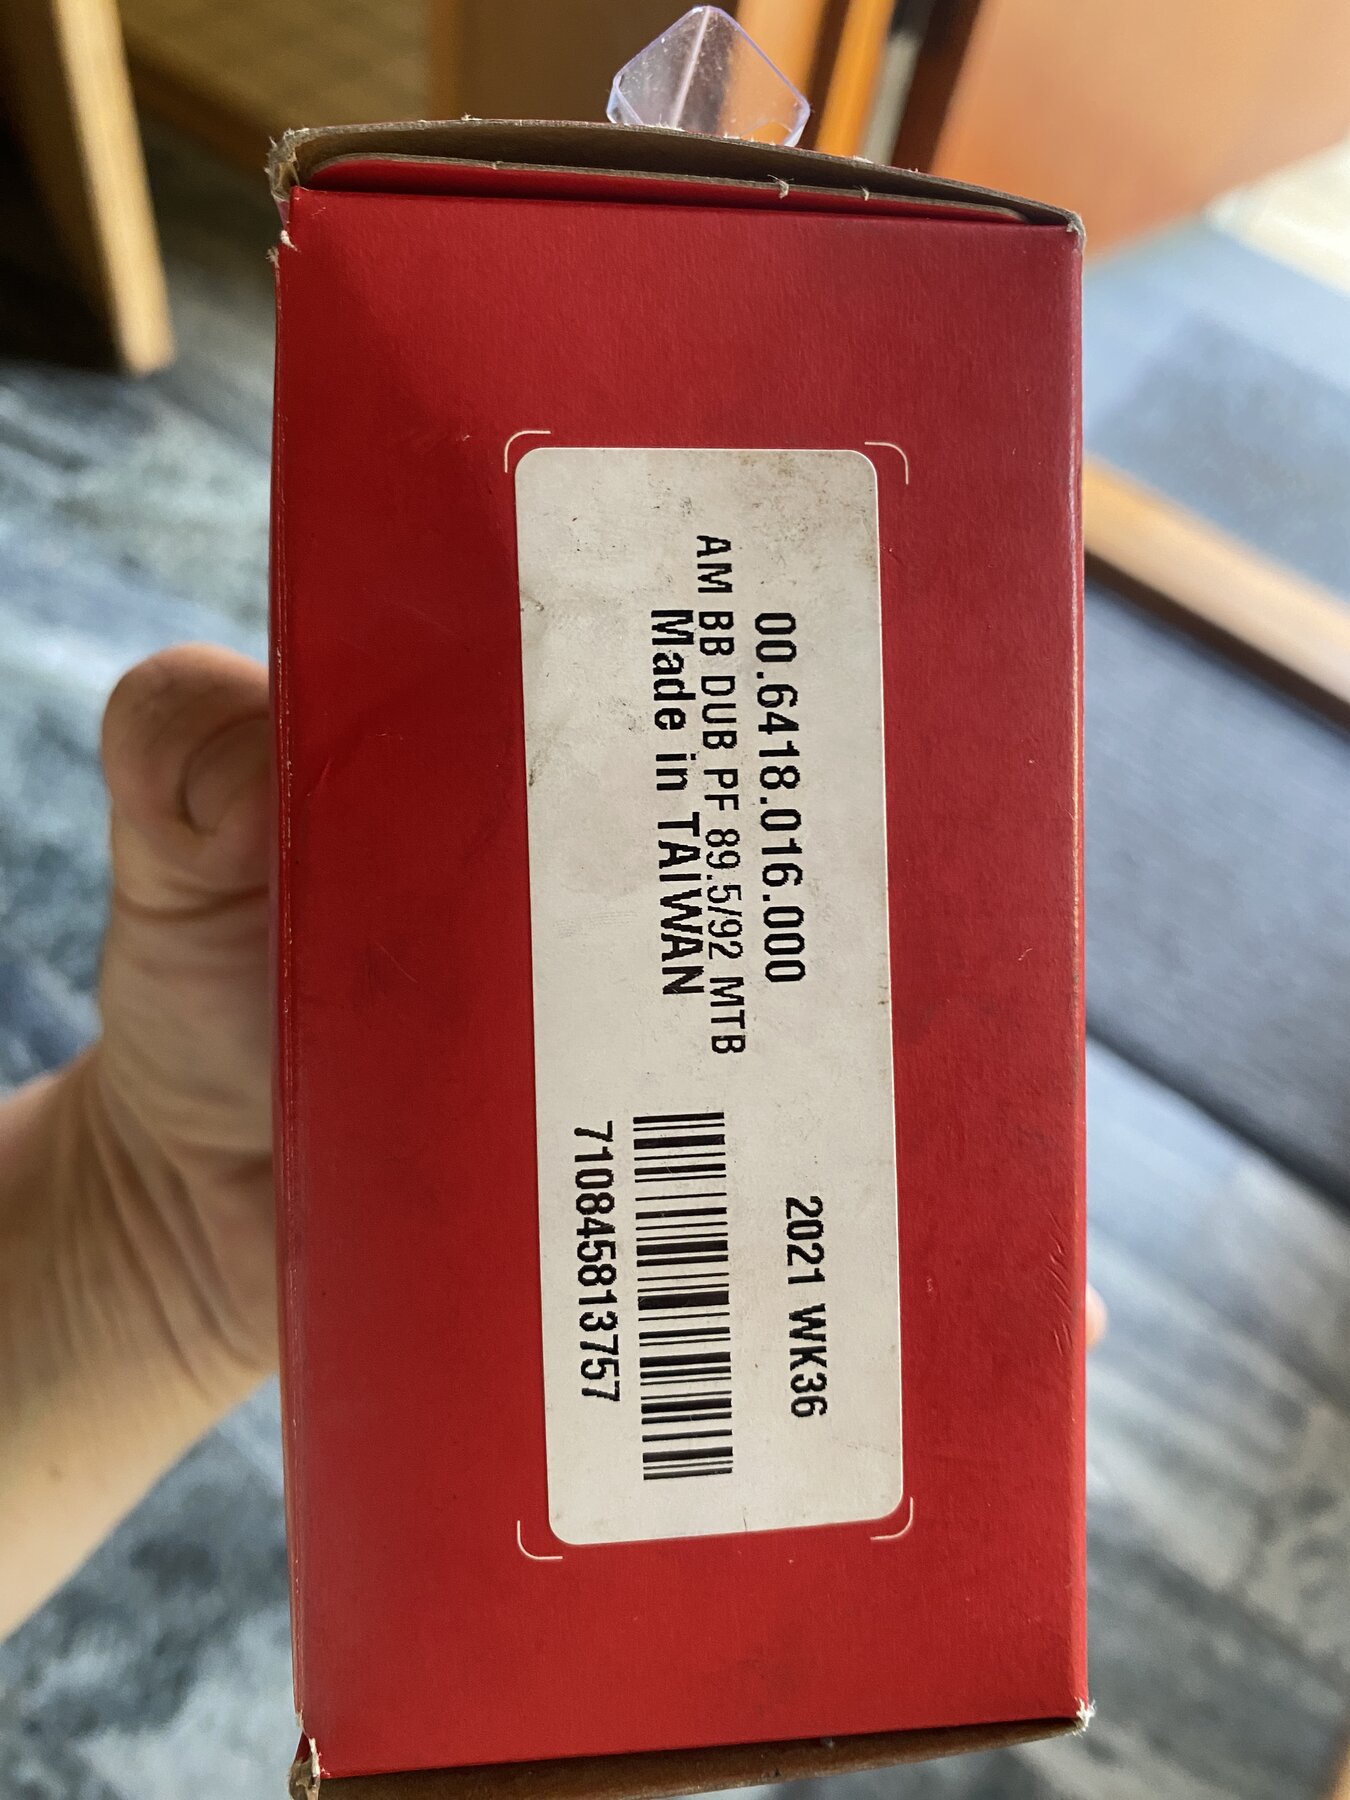 00.6418.016.000
AM BB DUB PF 89.5/92 MTB
Made in TAIWAN
2021 WK36
710845813757